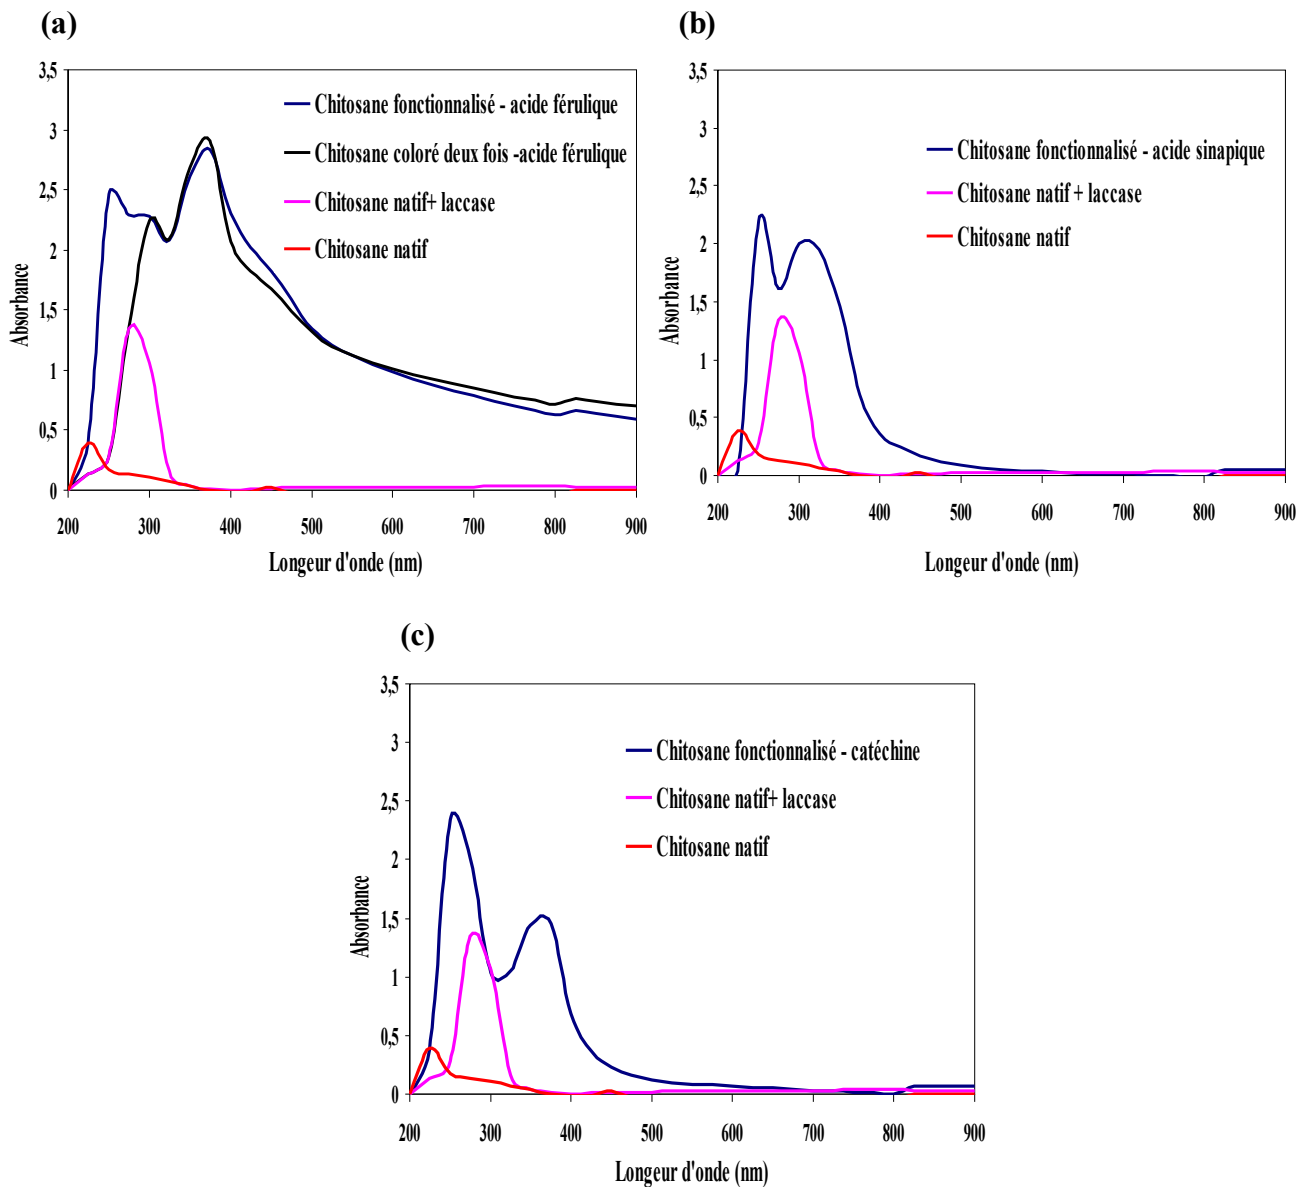 (a)
3,5
3
2,5
2
1,5
1
0,5
0
Absorbance
Chitosane fonctionnalisé - acide férulique
Chitosane coloré deux fois -acide férulique
Chitosane natif+ laccase
Chitosane natif
200 300 400 500 600 700 800 900
Longeur d'onde (nm)
(b)
3,5
3
2,5
2
1,5
1
0,5
0
Absorbance
Chitosane fonctionnalisé - acide sinapique
Chitosane natif + laccase
Chitosane natif
200 300 400 500 600 700 800 900
Longeur d'onde (nm)
(c)
3,5
3
2,5
2
1,5
1
0,5
0
Absorbance
Chitosane fonctionnalisé - catéchine
Chitosane natif+ laccase
Chitosane natif
200 300 400 500 600 700 800 900
Longeur d'onde (nm)